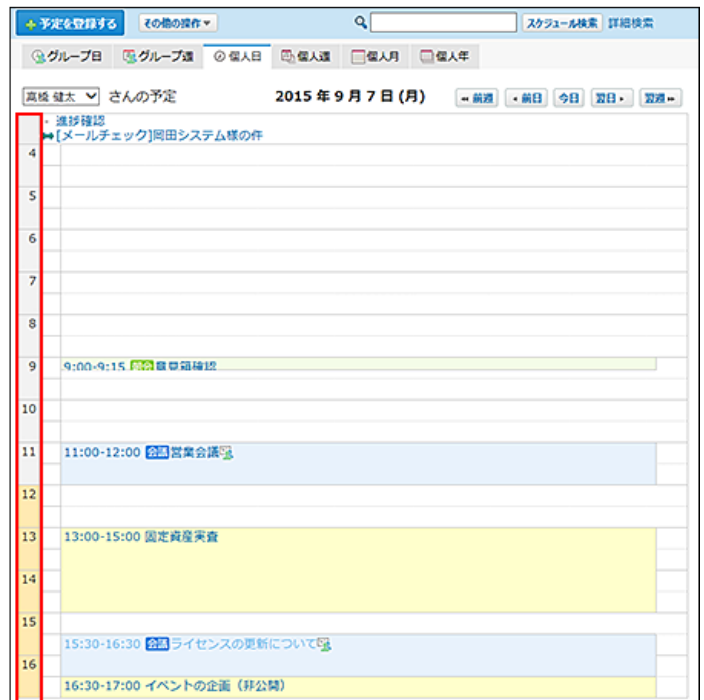 予定を登録する その他の操作 スケジュール検索 詳細検索
グループ日 グループ週 個人日 個人週 個人月 個人年
高橋 健太 さんの予定 2015 年 9 月 7 日 (月) 前週 前日 今日 翌日 翌週
進捗確認
[メールチェック]岡田システム様の件
4
5
6
7
8
9 9:00-9:15 意見箱確認
10
11 11:00-12:00 会議 営業会議
12
13 13:00-15:00 固定資産実査
14
15
15:30-16:30 会議 ライセンスの更新について
16
16:30-17:00 イベントの企画（非公開）